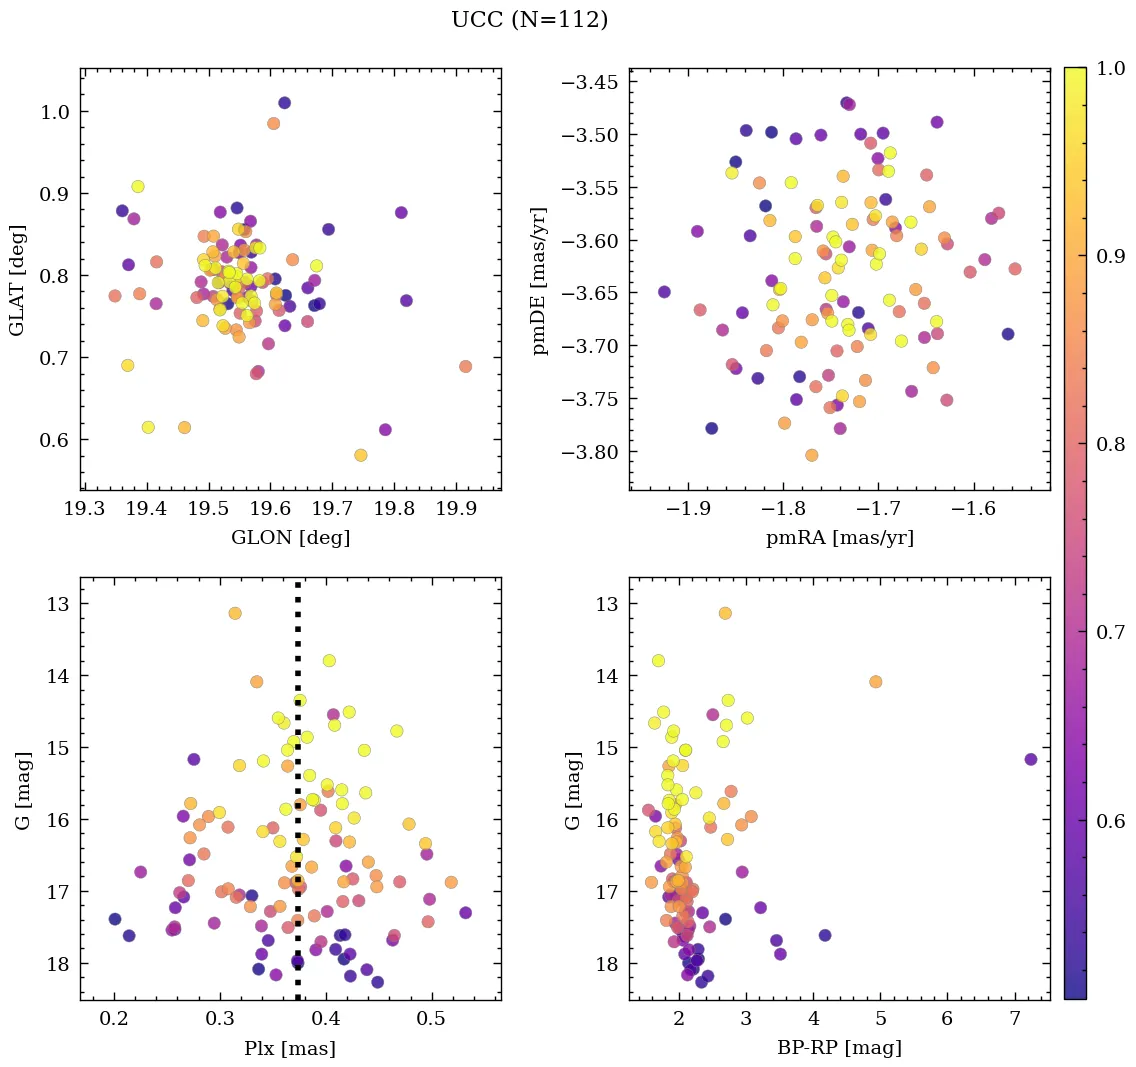 UCC (N=112)
1.0
0.9
0.8
0.7
0.6
GLAT [deg]
19.3 19.4 19.5 19.6 19.7 19.8 19.9
GLON [deg]
−3.45
−3.50
−3.55
−3.60
−3.65
−3.70
−3.75
−3.80
pmDE [mas/yr]
−1.9 −1.8 −1.7 −1.6
pmRA [mas/yr]
1.0
0.9
0.8
0.7
0.6
13
14
15
16
17
18
G [mag]
0.2 0.3 0.4 0.5
Plx [mas]
13
14
15
16
17
18
G [mag]
2 3 4 5 6 7
BP-RP [mag]